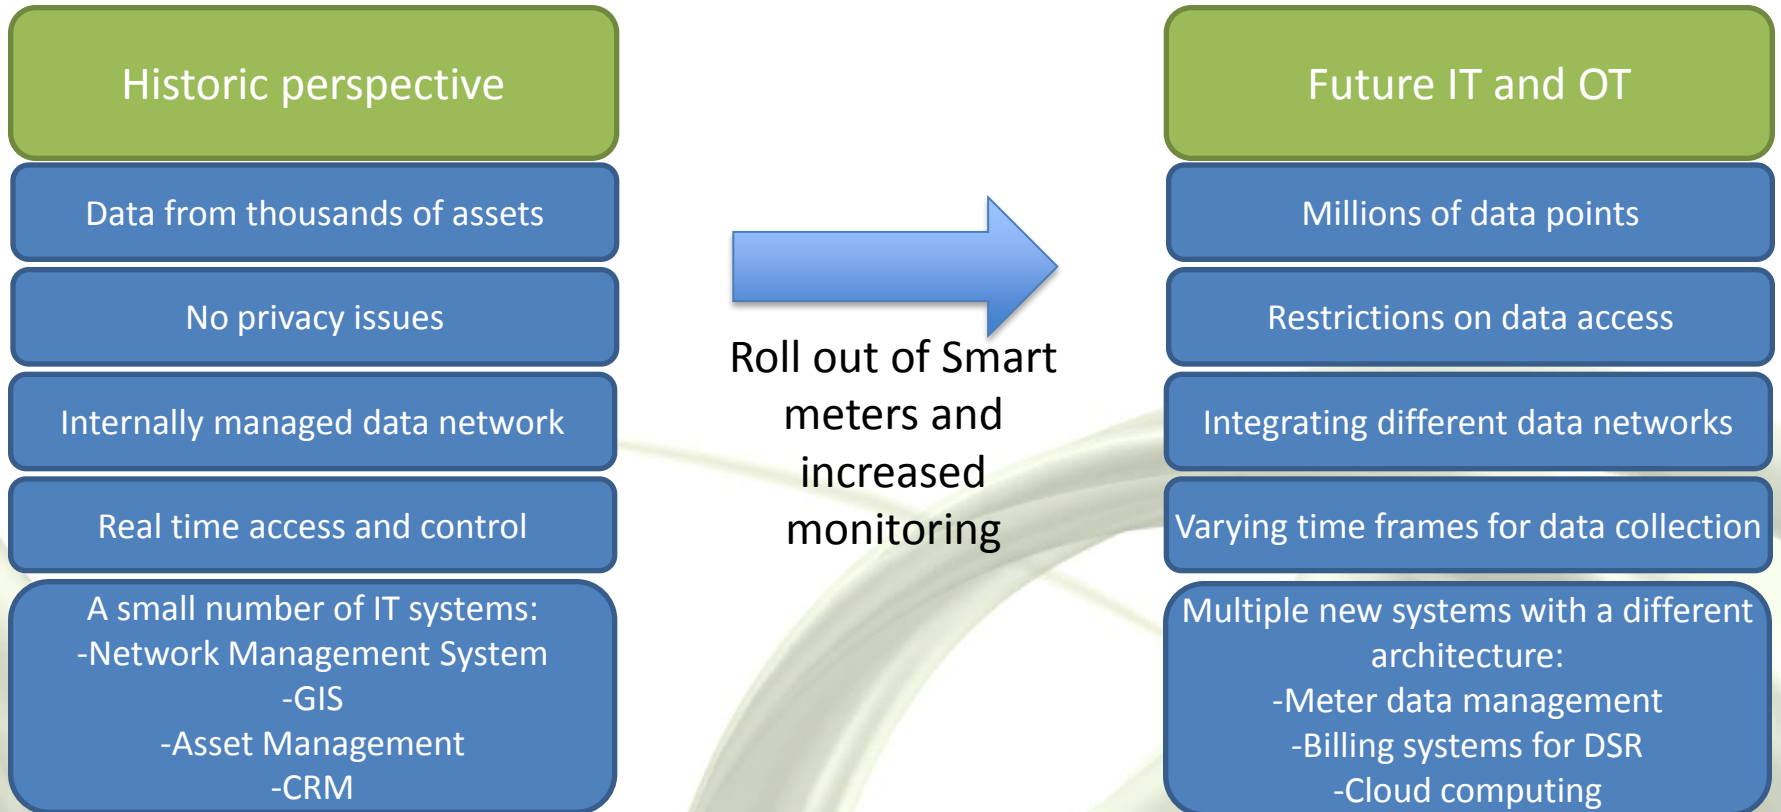 Historic perspective
Data from thousands of assets
No privacy issues
Internally managed data network
Real time access and control
A small number of IT systems:
-Network Management System
-GIS
-Asset Management
-CRM
Roll out of Smart
meters and
increased
monitoring
Future IT and OT
Millions of data points
Restrictions on data access
Integrating different data networks
Varying time frames for data collection
Multiple new systems with a different
architecture:
-Meter data management
-Billing systems for DSR
-Cloud computing